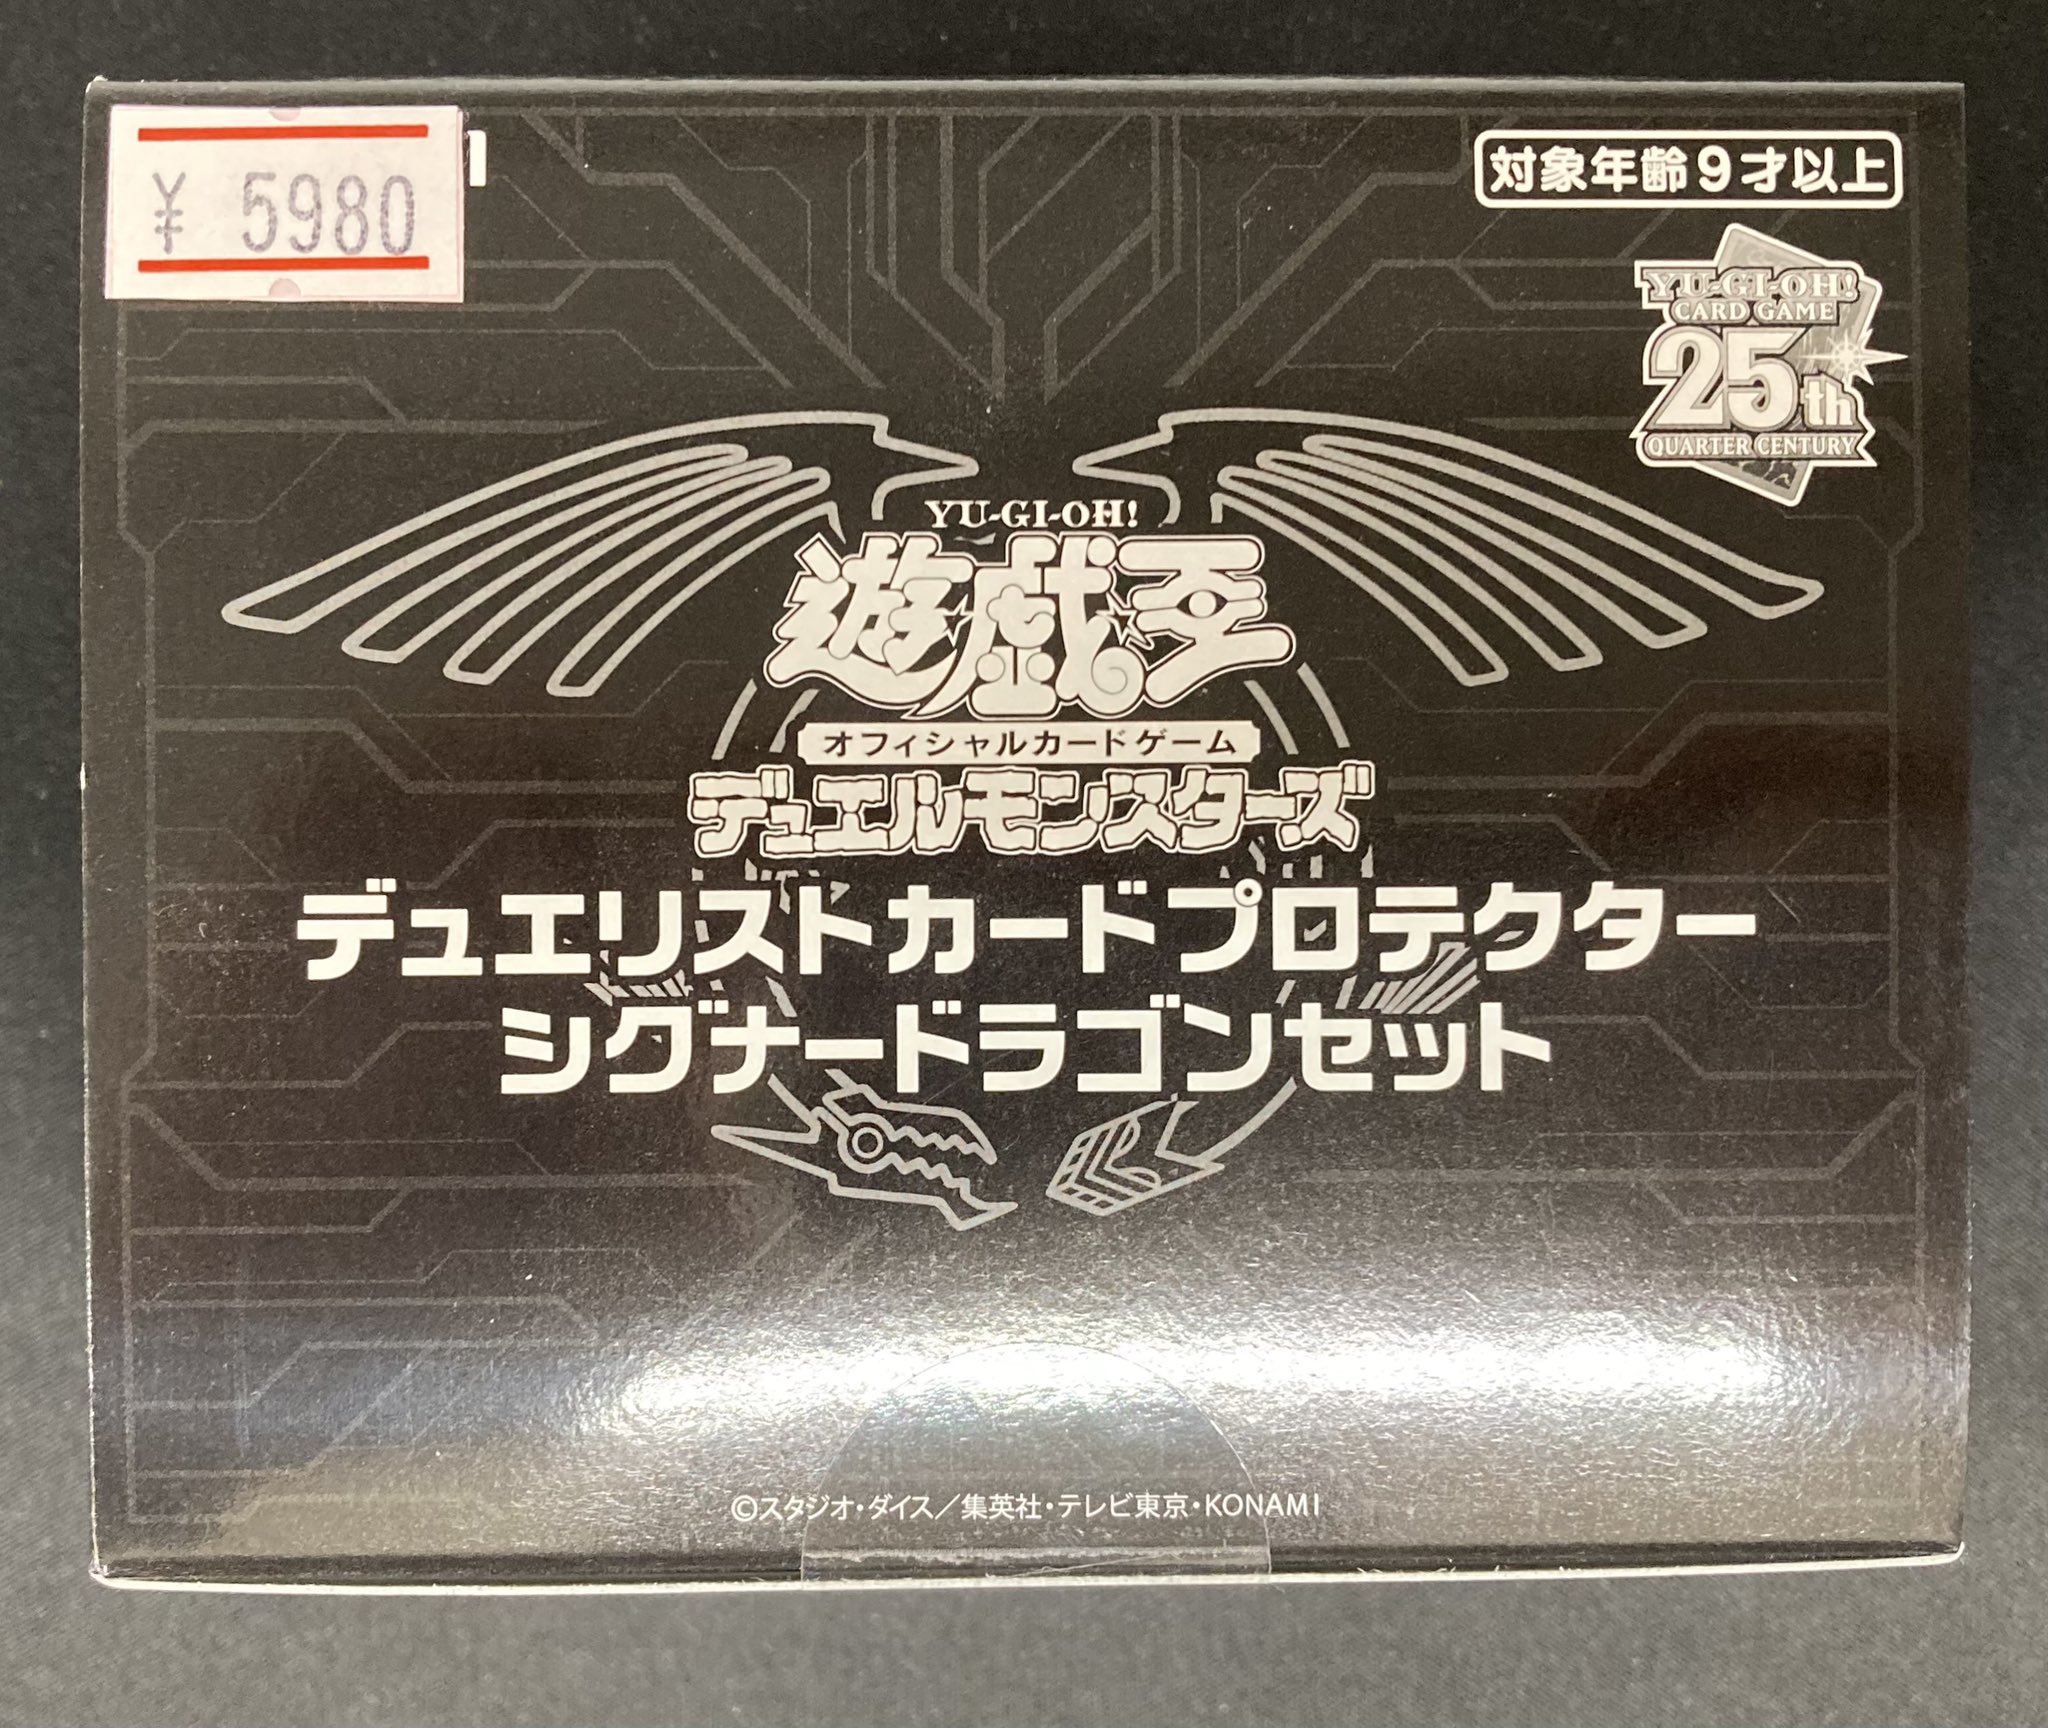 ¥ 5980
対象年齢9才以上
YU-GI-OH!
CARD GAME
25th
QUARTER CENTURY
YU-GI-OH!
遊戯王
オフィシャルカードゲーム
デュエルモンスターズ
デュエリストカードプロテクター
シグナードラゴンセット
©スタジオ・ダイス／集英社・テレビ東京・KONAMI